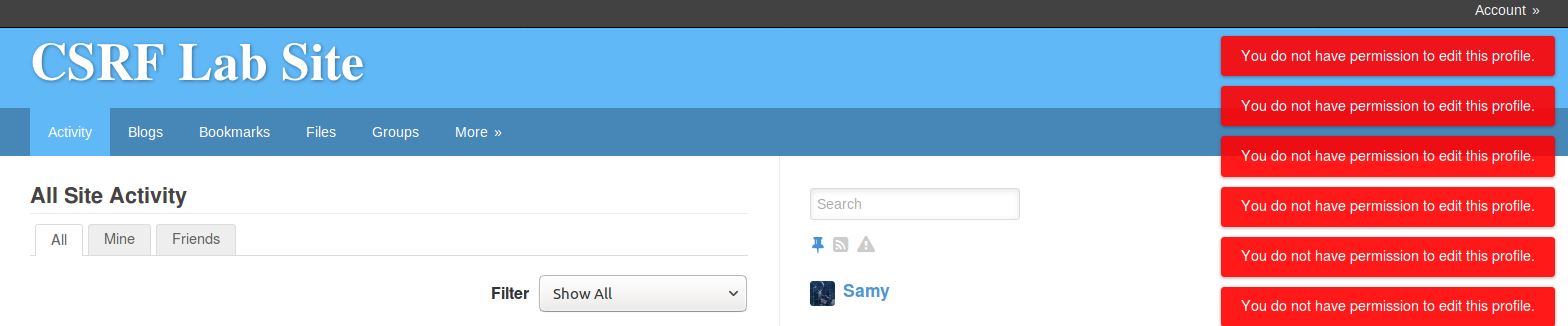 Account »
CSRF Lab Site
Activity Blogs Bookmarks Files Groups More »
You do not have permission to edit this profile.
You do not have permission to edit this profile.
You do not have permission to edit this profile.
You do not have permission to edit this profile.
You do not have permission to edit this profile.
You do not have permission to edit this profile.
All Site Activity
All Mine Friends
Filter Show All
Search
Samy